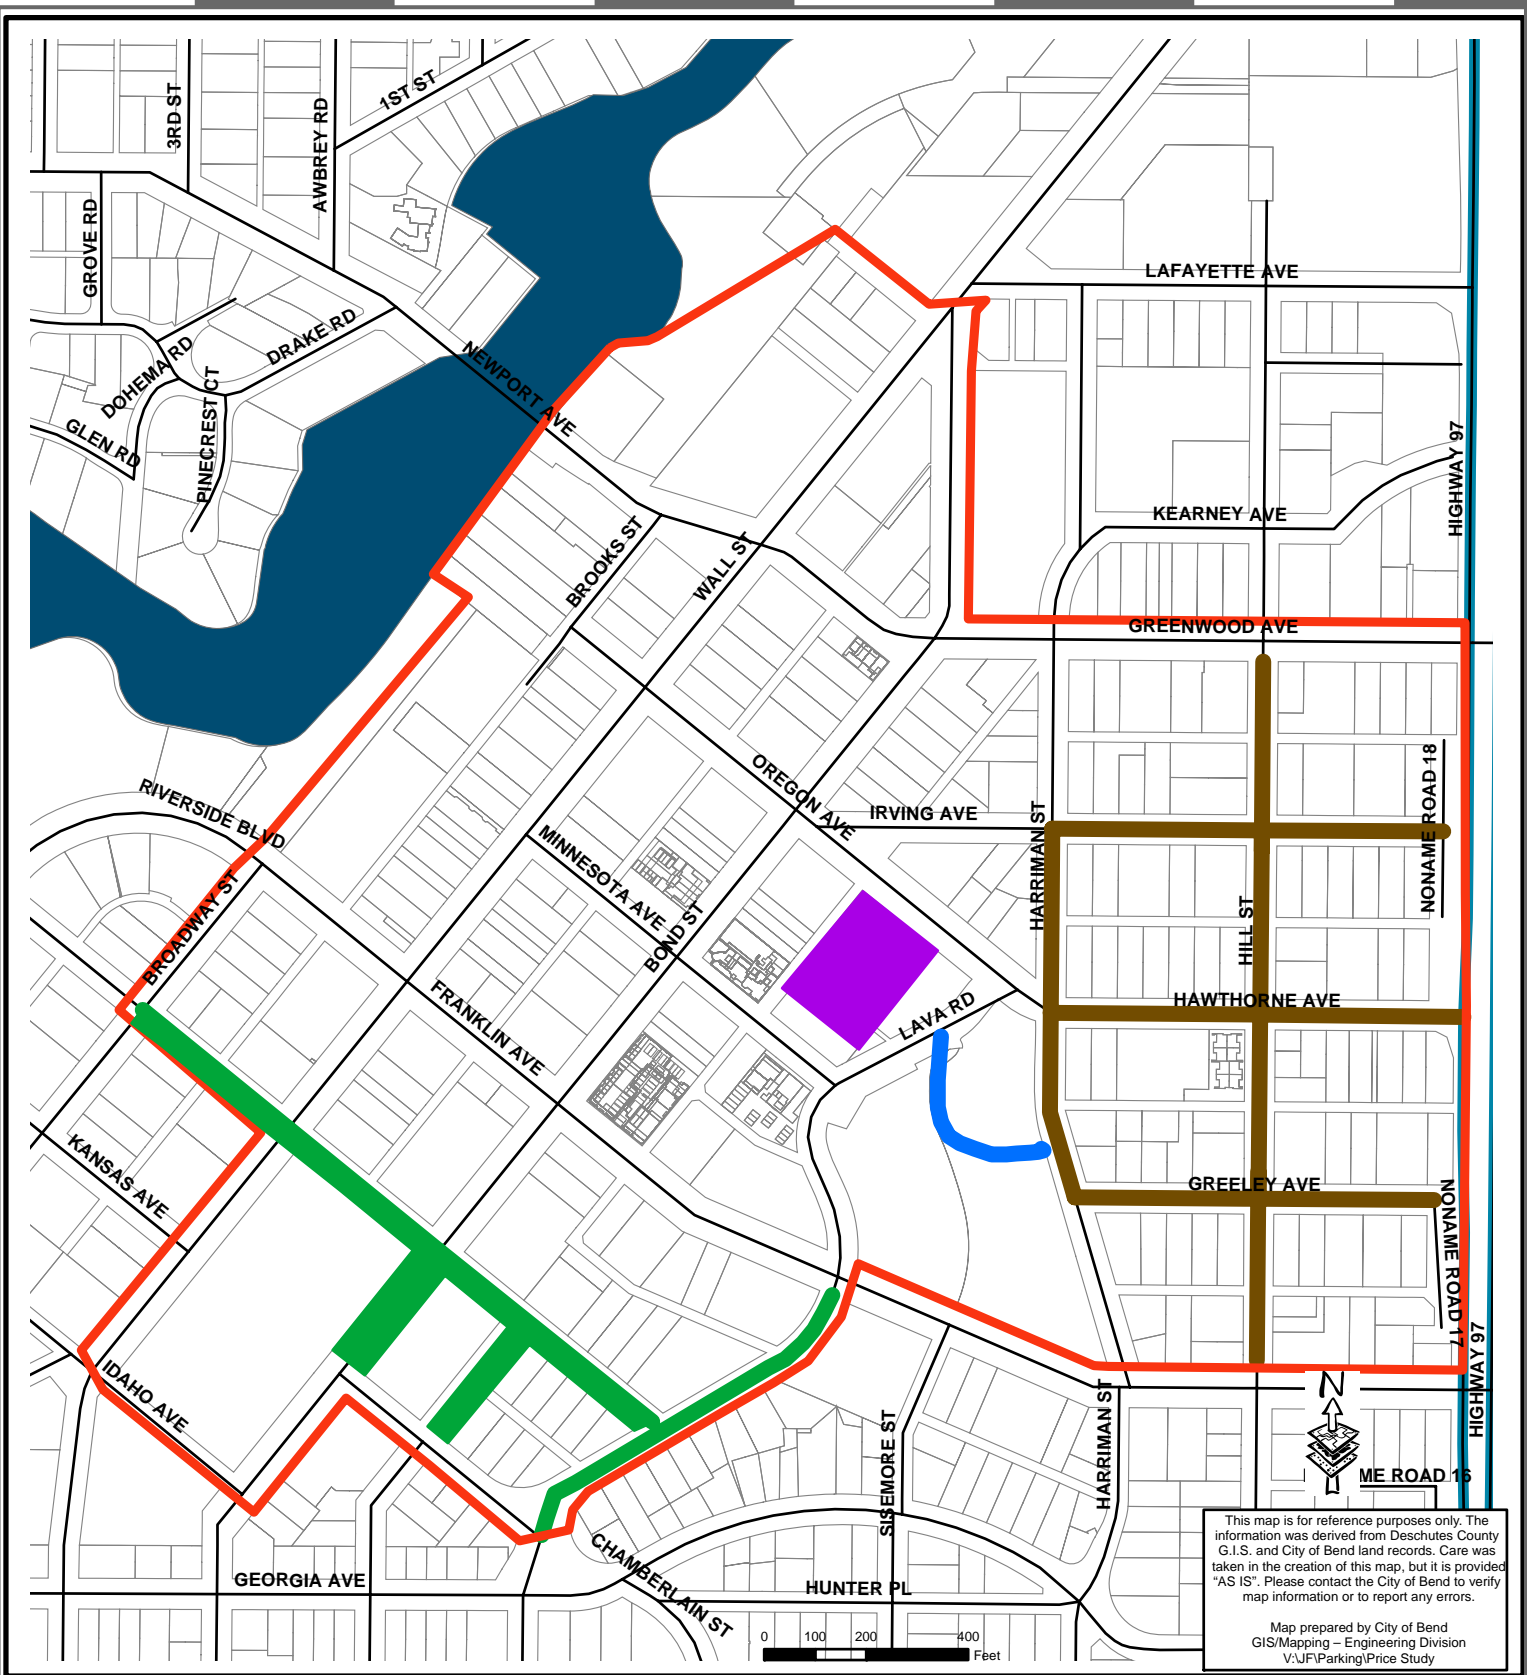 3RD ST
1ST ST
AWBREY RD
GROVE RD
DOHEMA RD
DRAKE RD
PINECREST CT
GLEN RD
NEWPORT AVE
LAFAYETTE AVE
HIGHWAY 97
KEARNEY AVE
BROOKS ST
WALL ST
GREENWOOD AVE
OREGON AVE
IRVING AVE
HARRIMAN ST
NONAME ROAD 18
RIVERSIDE BLVD
MINNESOTA AVE
BOND ST
BROADWAY ST
HILL ST
FRANKLIN AVE
LAVA RD
HAWTHORNE AVE
KANSAS AVE
GREELEY AVE
NONAME ROAD 17
IDAHO AVE
HIGHWAY 97
HARRIMAN ST
SISEMORE ST
N
ME ROAD 16
GEORGIA AVE
CHAMBERLAIN ST
HUNTER PL
0 100 200 400
Feet
This map is for reference purposes only. The
information was derived from Deschutes County
G.I.S. and City of Bend land records. Care was
taken in the creation of this map, but it is provided
“AS IS”. Please contact the City of Bend to verify
map information or to report any errors.
Map prepared by City of Bend
GIS/Mapping – Engineering Division
V:\JF\Parking\Price Study